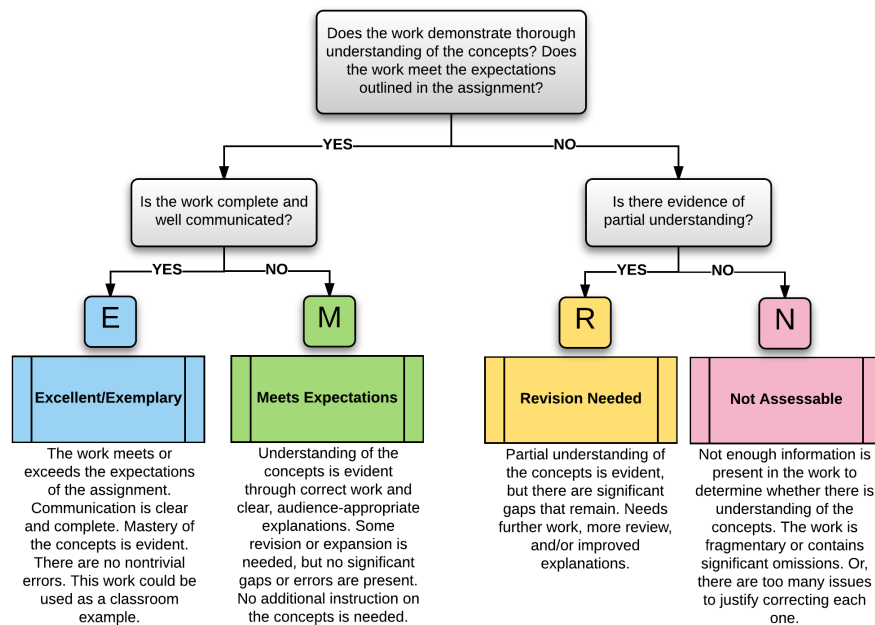 Does the work demonstrate thorough
understanding of the concepts? Does
the work meet the expectations
outlined in the assignment?
YES
NO
Is the work complete and
well communicated?
Is there evidence of
partial understanding?
YES
NO
YES
NO
E
M
R
N
Excellent/Exemplary
Meets Expectations
Revision Needed
Not Assessable
The work meets or
exceeds the expectations
of the assignment.
Communication is clear
and complete. Mastery of
the concepts is evident.
There are no nontrivial
errors. This work could be
used as a classroom
example.
Understanding of the
concepts is evident
through correct work and
clear, audience-appropriate
explanations. Some
revision or expansion is
needed, but no significant
gaps or errors are present.
No additional instruction on
the concepts is needed.
Partial understanding of
the concepts is evident,
but there are significant
gaps that remain. Needs
further work, more review,
and/or improved
explanations.
Not enough information is
present in the work to
determine whether there is
understanding of the
concepts. The work is
fragmentary or contains
significant omissions. Or,
there are too many issues
to justify correcting each
one.